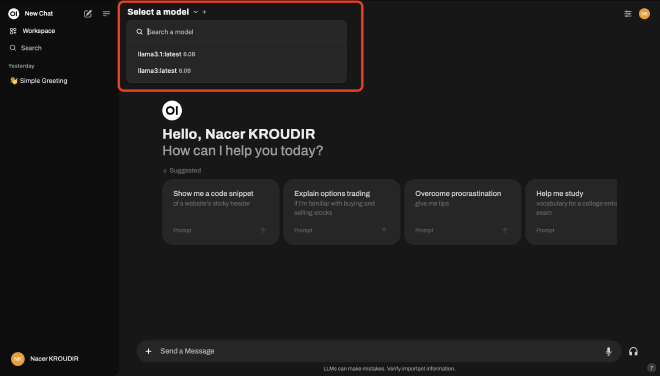 OI New Chat
Workspace
Search
Yesterday
👋 Simple Greeting
NK Nacer KROUDIR
Select a model
Search a model
llama3.1:latest 8.0B
llama3:latest 8.0B
NK
OI
Hello, Nacer KROUDIR
How can I help you today?
Suggested
Show me a code snippet
of a website's sticky header
Prompt
Explain options trading
if I'm familiar with buying and
selling stocks
Prompt
Overcome procrastination
give me tips
Prompt
Help me study
vocabulary for a college entra
exam
Prompt
+ Send a Message
LLMs can make mistakes. Verify important information.
?